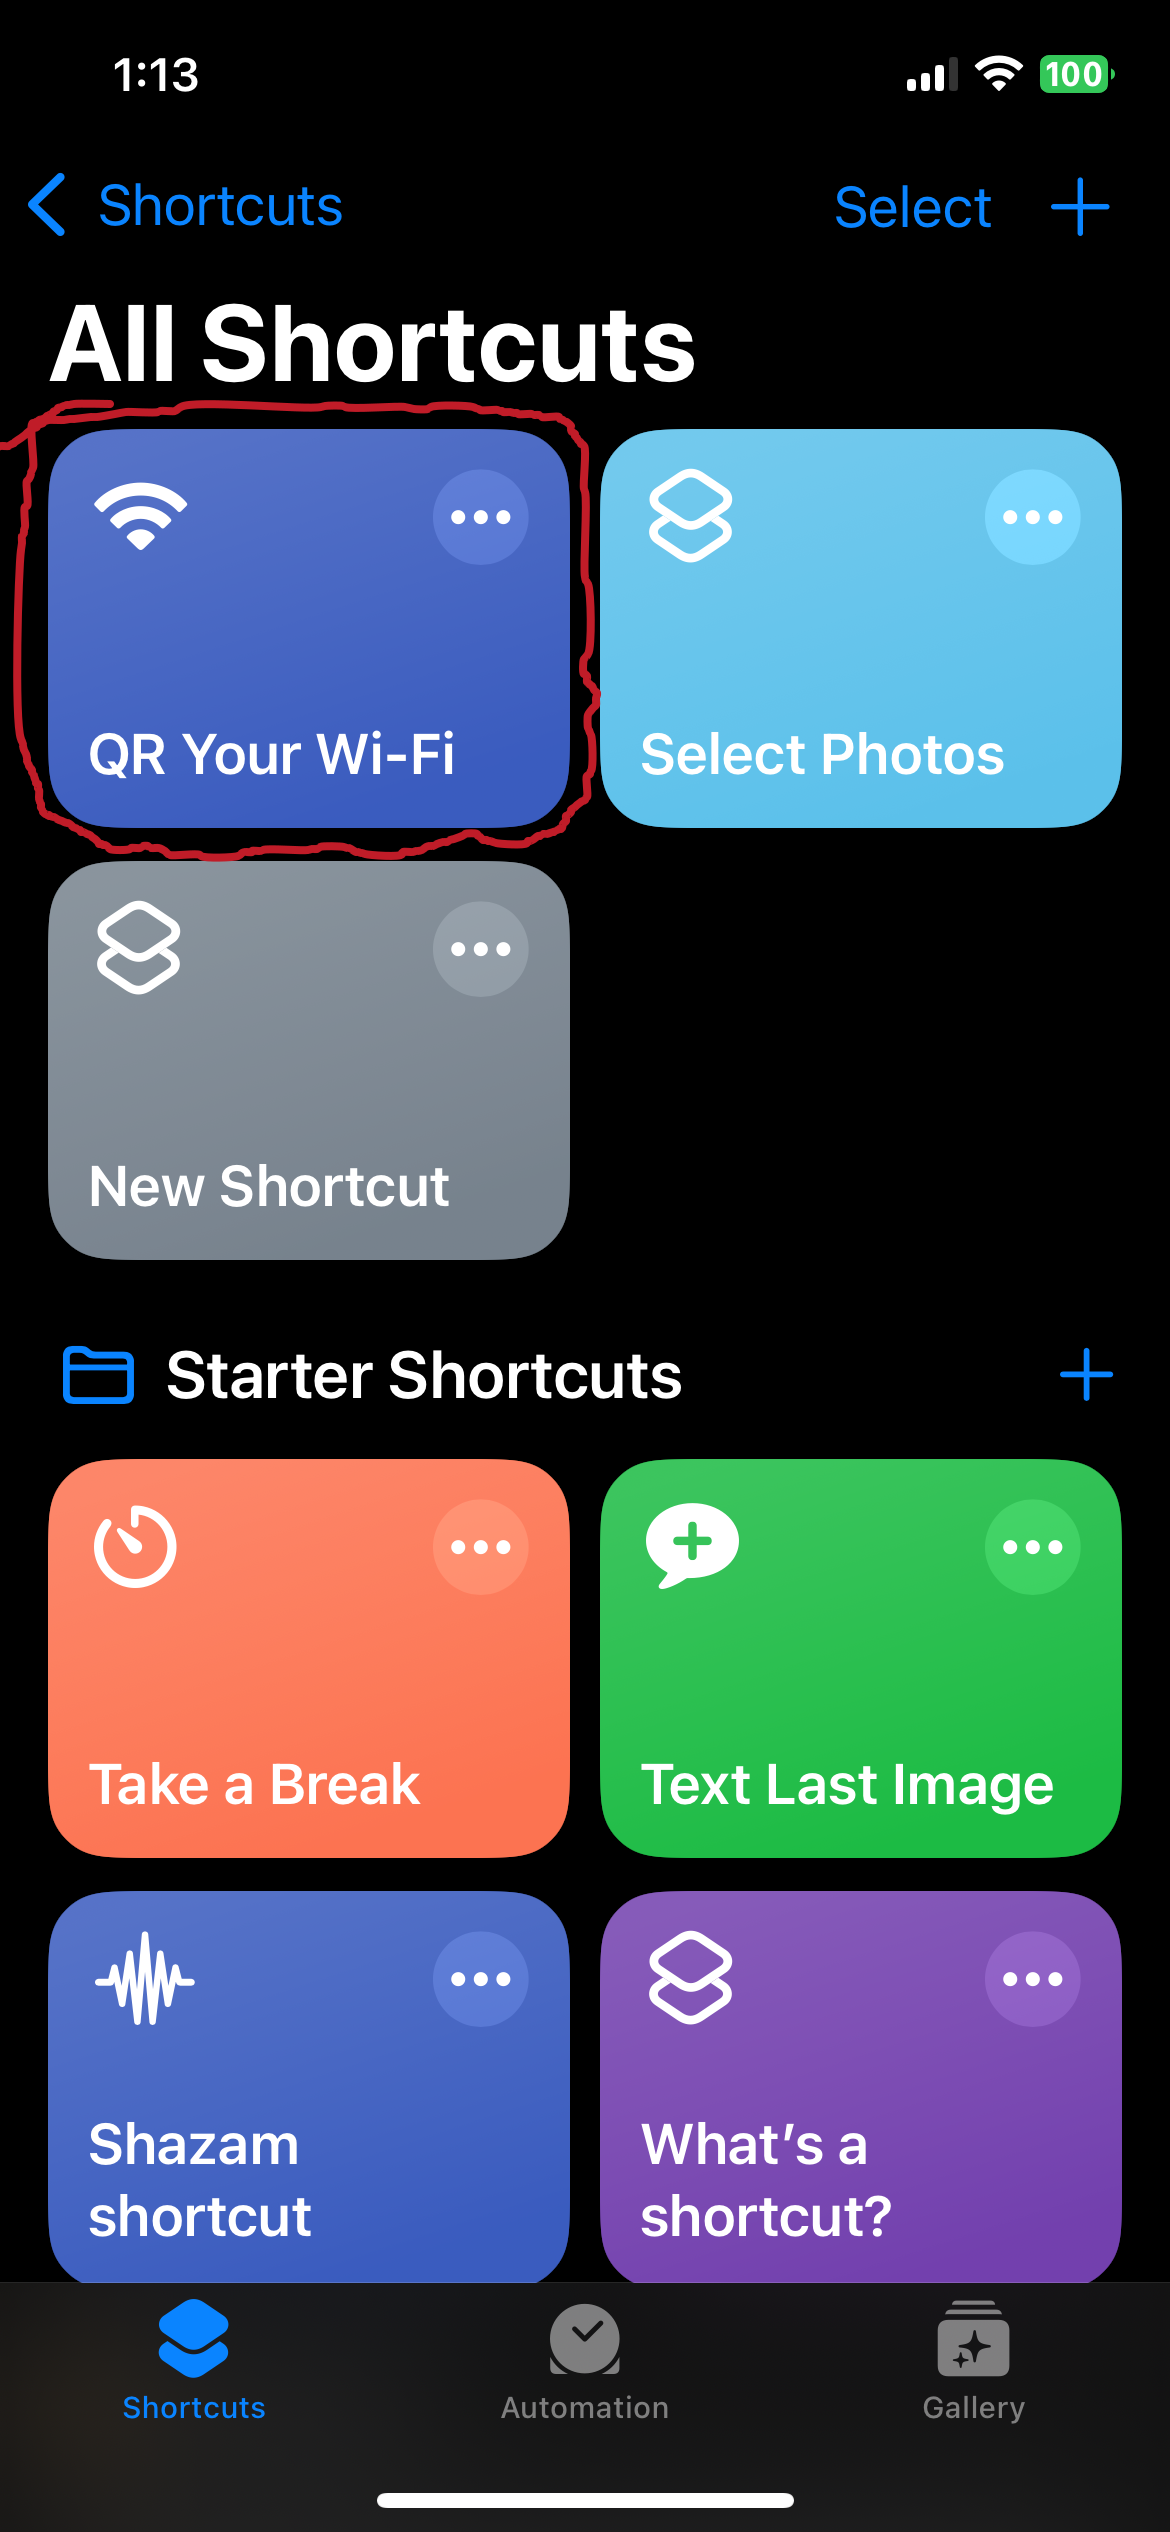 1:13
100
Shortcuts
Select
All Shortcuts
QR Your Wi-Fi
Select Photos
New Shortcut
Starter Shortcuts
Take a Break
Text Last Image
Shazam
shortcut
What’s a
shortcut?
Shortcuts
Automation
Gallery